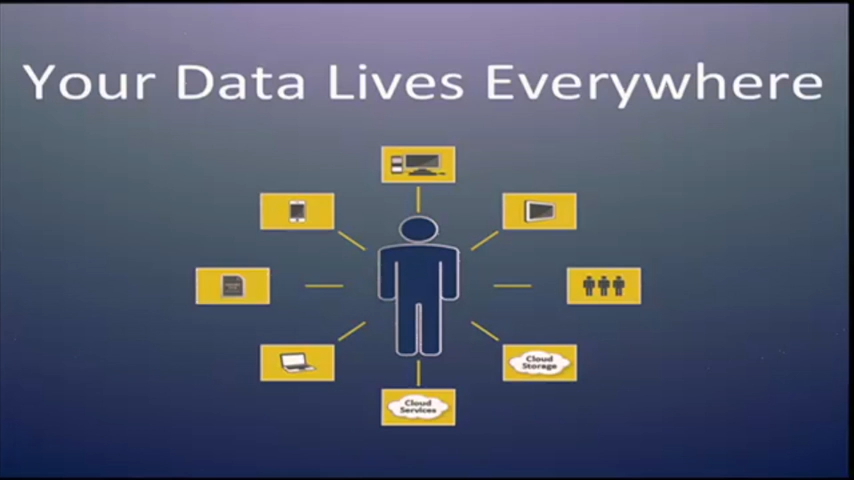 Your Data Lives Everywhere
Cloud
Storage
Cloud
Services